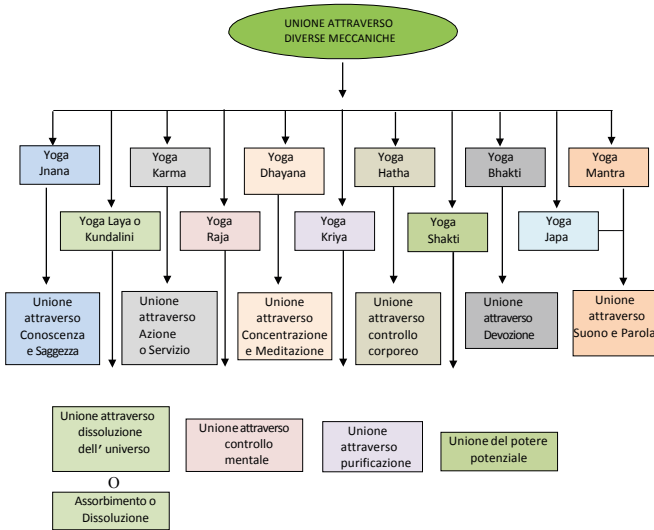 UNIONE ATTRAVERSO
DIVERSE MECCANICHE
Yoga
Jnana
Yoga
Karma
Yoga
Dhayana
Yoga
Hatha
Yoga
Bhakti
Yoga
Mantra
Yoga Laya o
Kundalini
Yoga
Raja
Yoga
Kriya
Yoga
Shakti
Yoga
Japa
Unione
attraverso
Conoscenza
e Saggezza
Unione
attraverso
Azione
o Servizio
Unione
attraverso
Concentrazione
e Meditazione
Unione
attraverso
controllo
corporeo
Unione
attraverso
Devozione
Unione
attraverso
Suono e Parola
Unione attraverso
dissoluzione
dell' universo
O
Assorbimento o
Dissoluzione
Unione attraverso
controllo
mentale
Unione
attraverso
purificazione
Unione del potere
potenziale